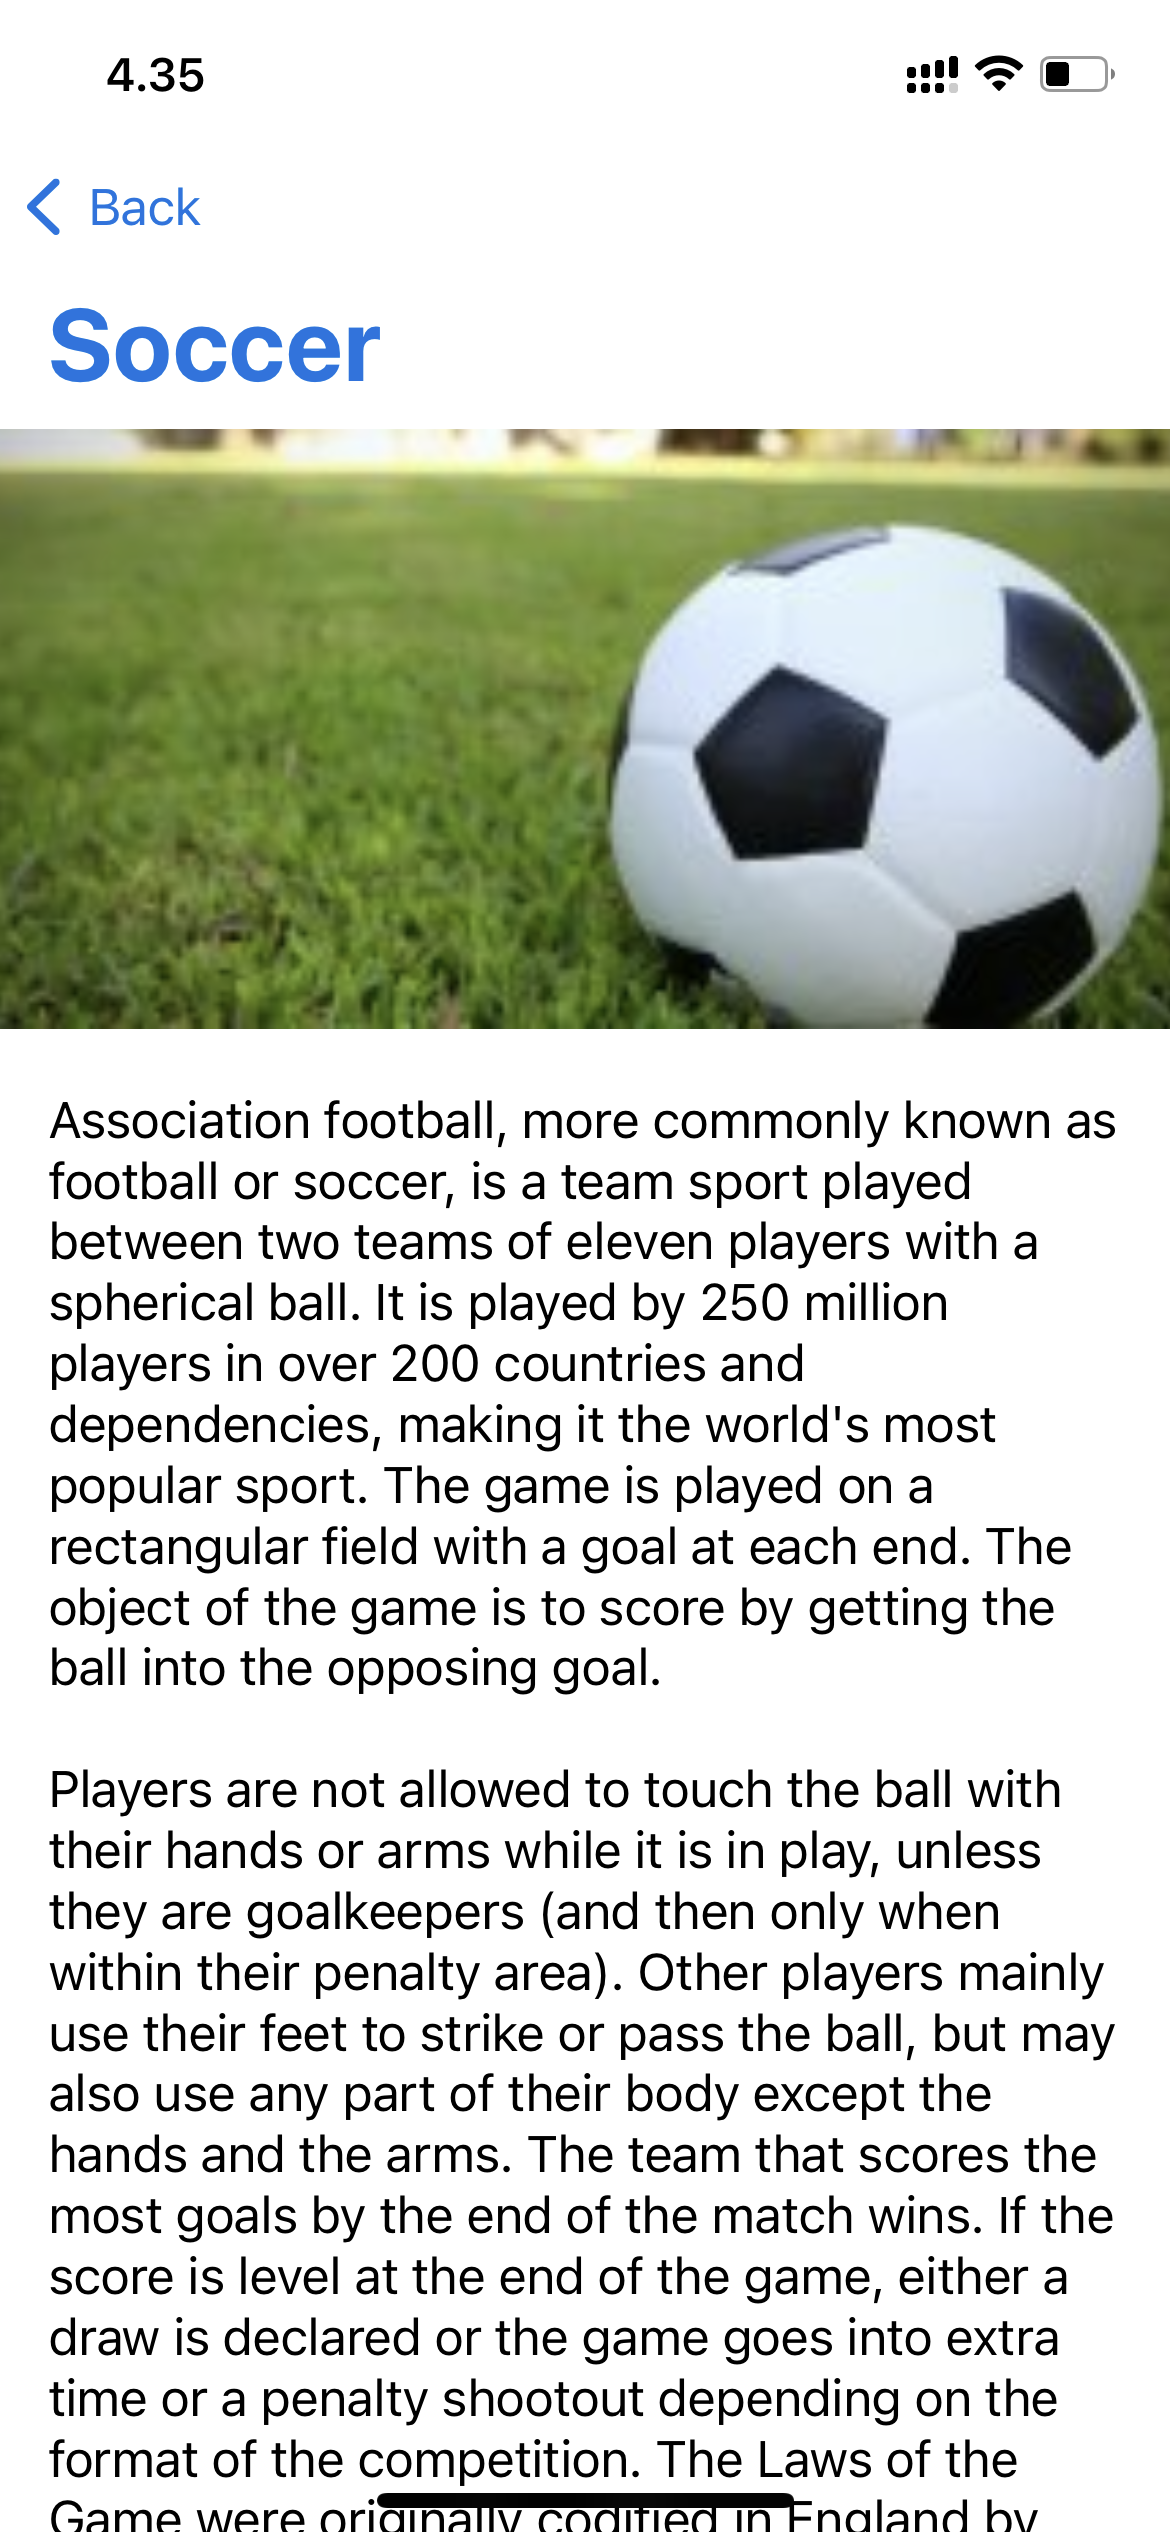 4.35
Back
Soccer
Association football, more commonly known as
football or soccer, is a team sport played
between two teams of eleven players with a
spherical ball. It is played by 250 million
players in over 200 countries and
dependencies, making it the world's most
popular sport. The game is played on a
rectangular field with a goal at each end. The
object of the game is to score by getting the
ball into the opposing goal.
Players are not allowed to touch the ball with
their hands or arms while it is in play, unless
they are goalkeepers (and then only when
within their penalty area). Other players mainly
use their feet to strike or pass the ball, but may
also use any part of their body except the
hands and the arms. The team that scores the
most goals by the end of the match wins. If the
score is level at the end of the game, either a
draw is declared or the game goes into extra
time or a penalty shootout depending on the
format of the competition. The Laws of the
Game were originally codified in England by